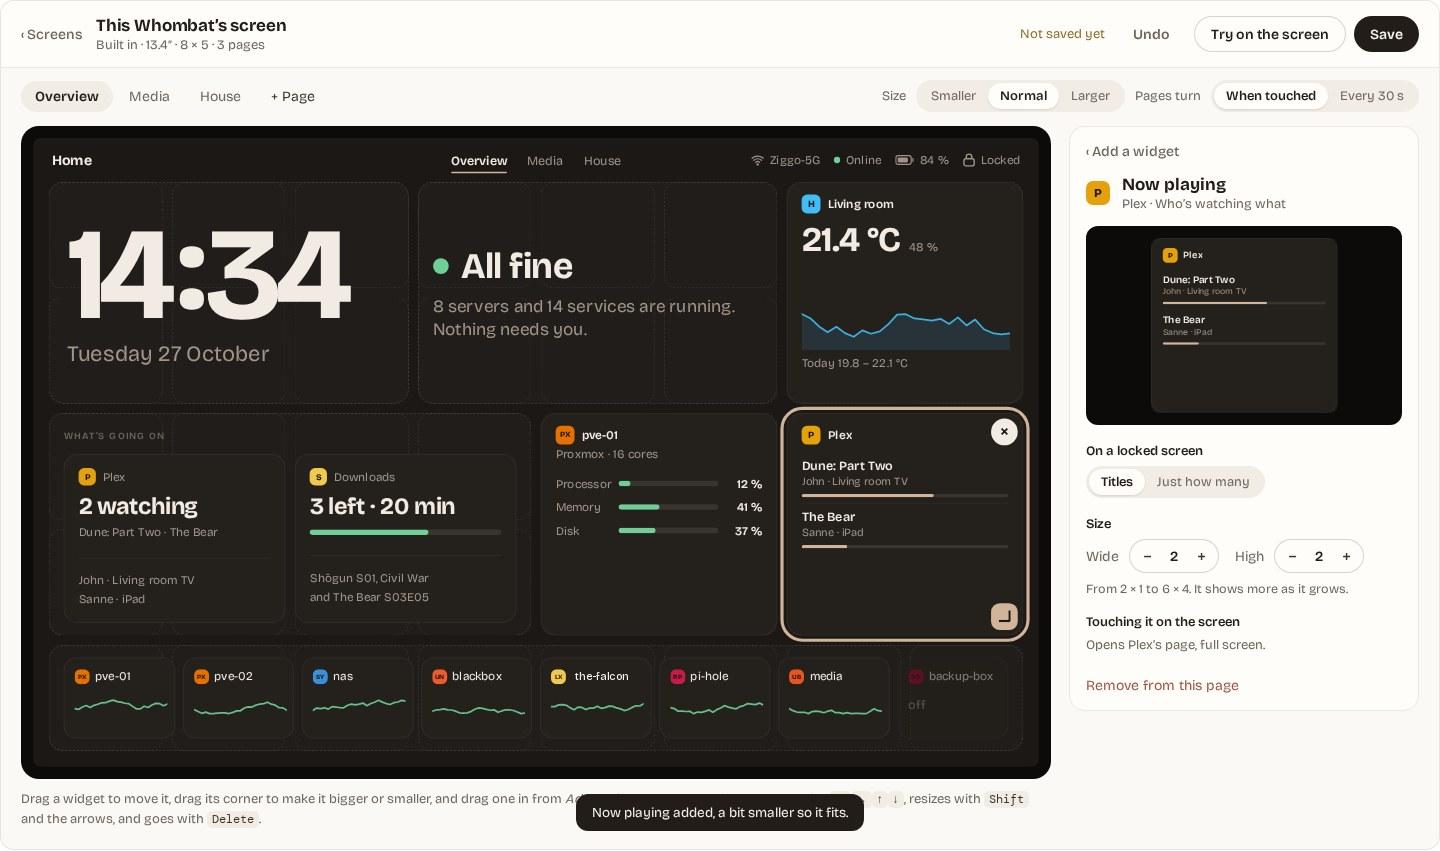 ‹ Screens
This Whombat's screen
Built in · 13.4″ · 8 × 5 · 3 pages
Not saved yet
Undo
Try on the screen
Save
Overview
Media
House
+ Page
Size
Smaller
Normal
Larger
Pages turn
When touched
Every 30 s
Home
Overview
Media
House
Ziggo-5G
Online
84 %
Locked
14:34
Tuesday 27 October
All fine
8 servers and 14 services are running.
Nothing needs you.
H
Living room
21.4 °C 48 %
Today 19.8 – 22.1 °C
WHAT'S GOING ON
P Plex
2 watching
Dune: Part Two · The Bear
John · Living room TV
Sanne · iPad
S Downloads
3 left · 20 min
Shōgun S01, Civil War
and The Bear S03E05
PX pve-01
Proxmox · 16 cores
Processor 12 %
Memory 41 %
Disk 37 %
P Plex
×
Dune: Part Two
John · Living room TV
The Bear
Sanne · iPad
PX pve-01
PX pve-02
SY nas
UN blackbox
LX the-falcon
RP pi-hole
UB media
backup-box
off
‹ Add a widget
P
Now playing
Plex · Who's watching what
P Plex
Dune: Part Two
John · Living room TV
The Bear
Sanne · iPad
On a locked screen
Titles
Just how many
Size
Wide − 2 + High − 2 +
From 2 × 1 to 6 × 4. It shows more as it grows.
Touching it on the screen
Opens Plex's page, full screen.
Remove from this page
Drag a widget to move it, drag its corner to make it bigger or smaller, and drag one in from
↑ ↓ , resizes with Shift
and the arrows, and goes with Delete .
Now playing added, a bit smaller so it fits.